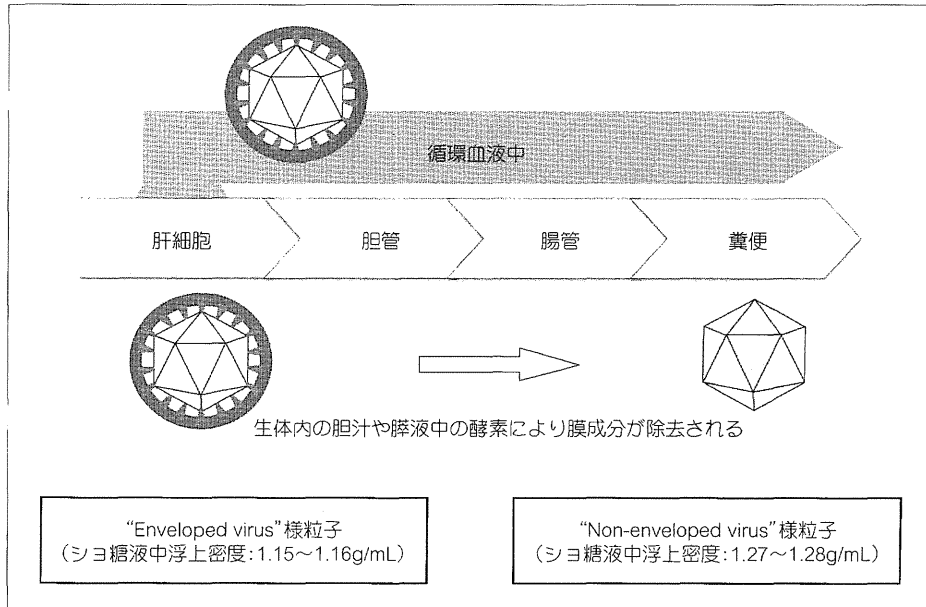 循環血液中
肝細胞
胆管
腸管
糞便
生体内の胆汁や膵液中の酵素により膜成分が除去される
“Enveloped virus”様粒子
（ショ糖液中浮上密度：1.15～1.16g/mL）
“Non-enveloped virus”様粒子
（ショ糖液中浮上密度：1.27～1.28g/mL）